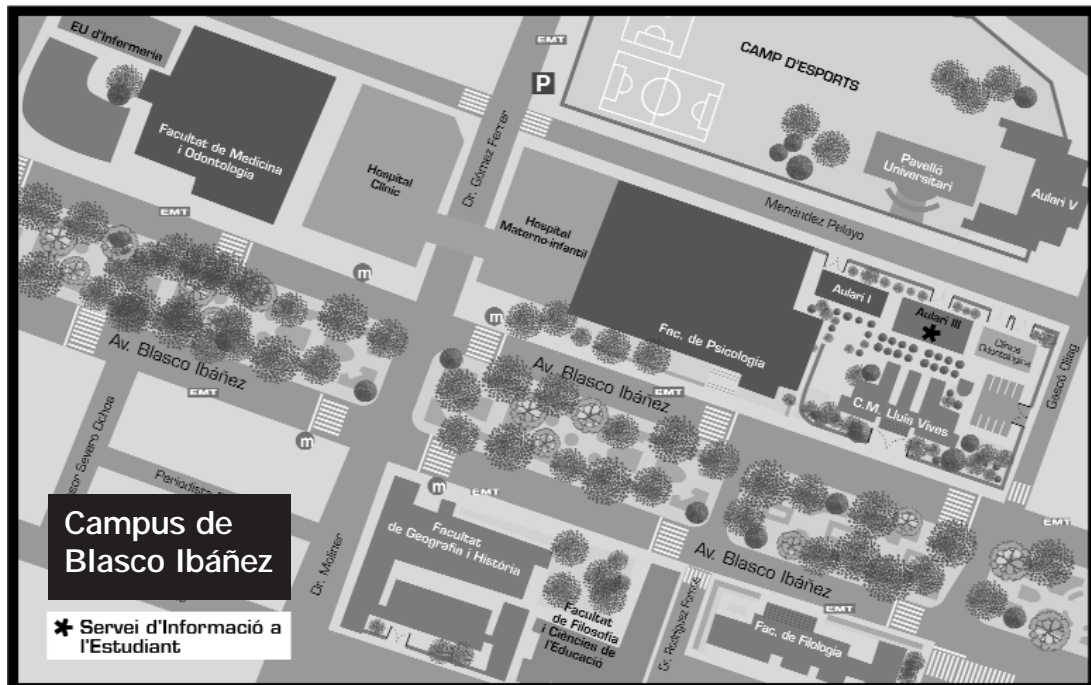 EMT
EU d'Infermeria
CAMP D'ESPORTS
P
Facultat de Medicina
i Odontologia
Hospital
Clínic
Dr. Gómez Ferrer
Pavelló
Universitari
Aulari V
Menéndez Pelayo
EMT
Hospital
Materno-infantil
m
m
Aulari I
Aulari III
Clínica
Odontològica
Gascó Oliag
Fac. de Psicologia
Av. Blasco Ibáñez
Av. Blasco Ibáñez
EMT
EMT
C.M. Lluís Vives
m
m
EMT
Periodista
Facultat
de Geografia i Història
Dr. Moliner
Av. Blasco Ibáñez
EMT
EMT
Facultat
de Filosofia
i Ciències de
l'Educació
Dr. Rodríguez Fornos
Fac. de Filologia
Campus de
Blasco Ibáñez
* Servei d'Informació a
l'Estudiant